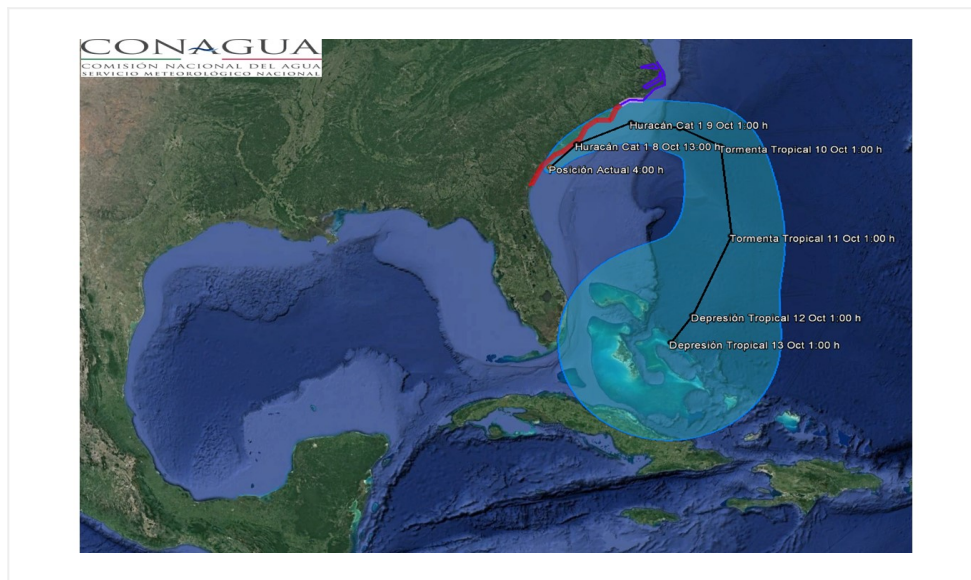 CONAGUA
COMISIÓN NACIONAL DEL AGUA
SERVICIO METEOROLÓGICO NACIONAL
Huracán Cat 1 9 Oct 1:00 h
Huracán Cat 1 8 Oct 13:00 h
Tormenta Tropical 10 Oct 1:00 h
Posición Actual 4:00 h
Tormenta Tropical 11 Oct 1:00 h
Depresión Tropical 12 Oct 1:00 h
Depresión Tropical 13 Oct 1:00 h